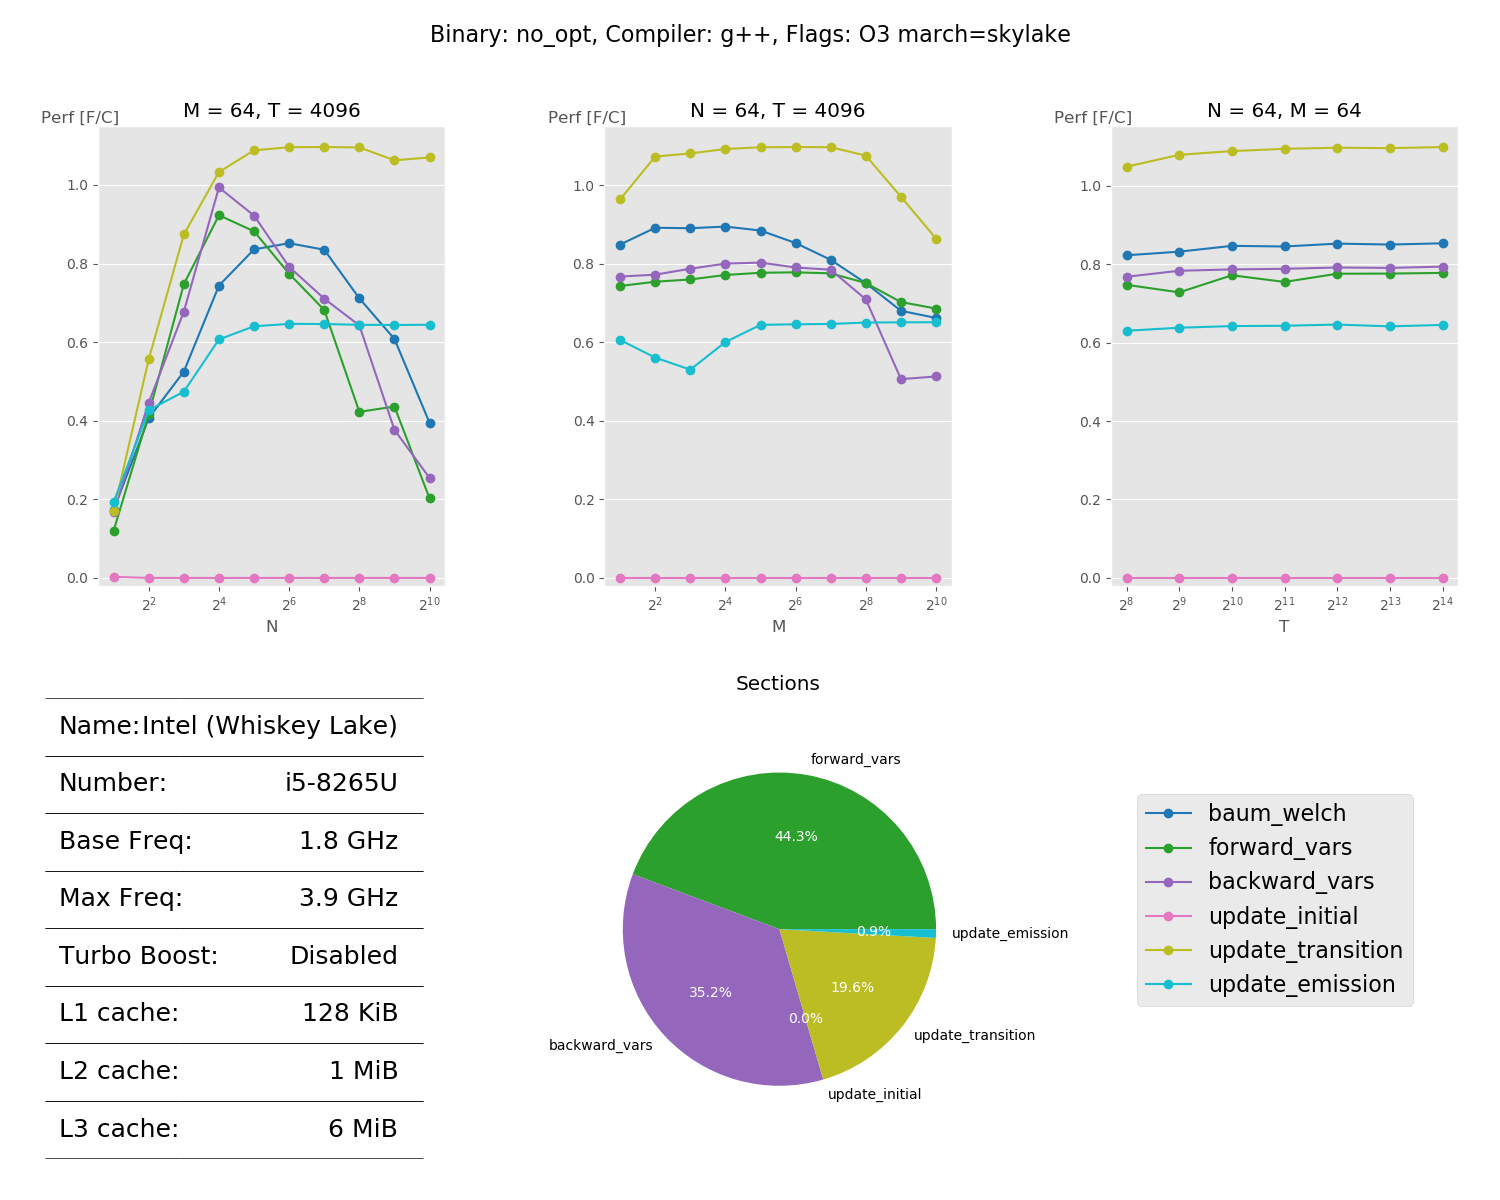 Binary: no_opt, Compiler: g++, Flags: O3 march=skylake
Perf [F/C]
M = 64, T = 4096
1.0
0.8
0.6
0.4
0.2
0.0
2^2 2^4 2^6 2^8 2^10
N
Perf [F/C]
N = 64, T = 4096
1.0
0.8
0.6
0.4
0.2
0.0
2^2 2^4 2^6 2^8 2^10
M
Perf [F/C]
N = 64, M = 64
1.0
0.8
0.6
0.4
0.2
0.0
2^8 2^9 2^10 2^11 2^12 2^13 2^14
T
Name: Intel (Whiskey Lake)
Number: i5-8265U
Base Freq: 1.8 GHz
Max Freq: 3.9 GHz
Turbo Boost: Disabled
L1 cache: 128 KiB
L2 cache: 1 MiB
L3 cache: 6 MiB
Sections
forward_vars
44.3%
0.9%
update_emission
35.2%
19.6%
0.0%
update_transition
backward_vars
update_initial
baum_welch
forward_vars
backward_vars
update_initial
update_transition
update_emission